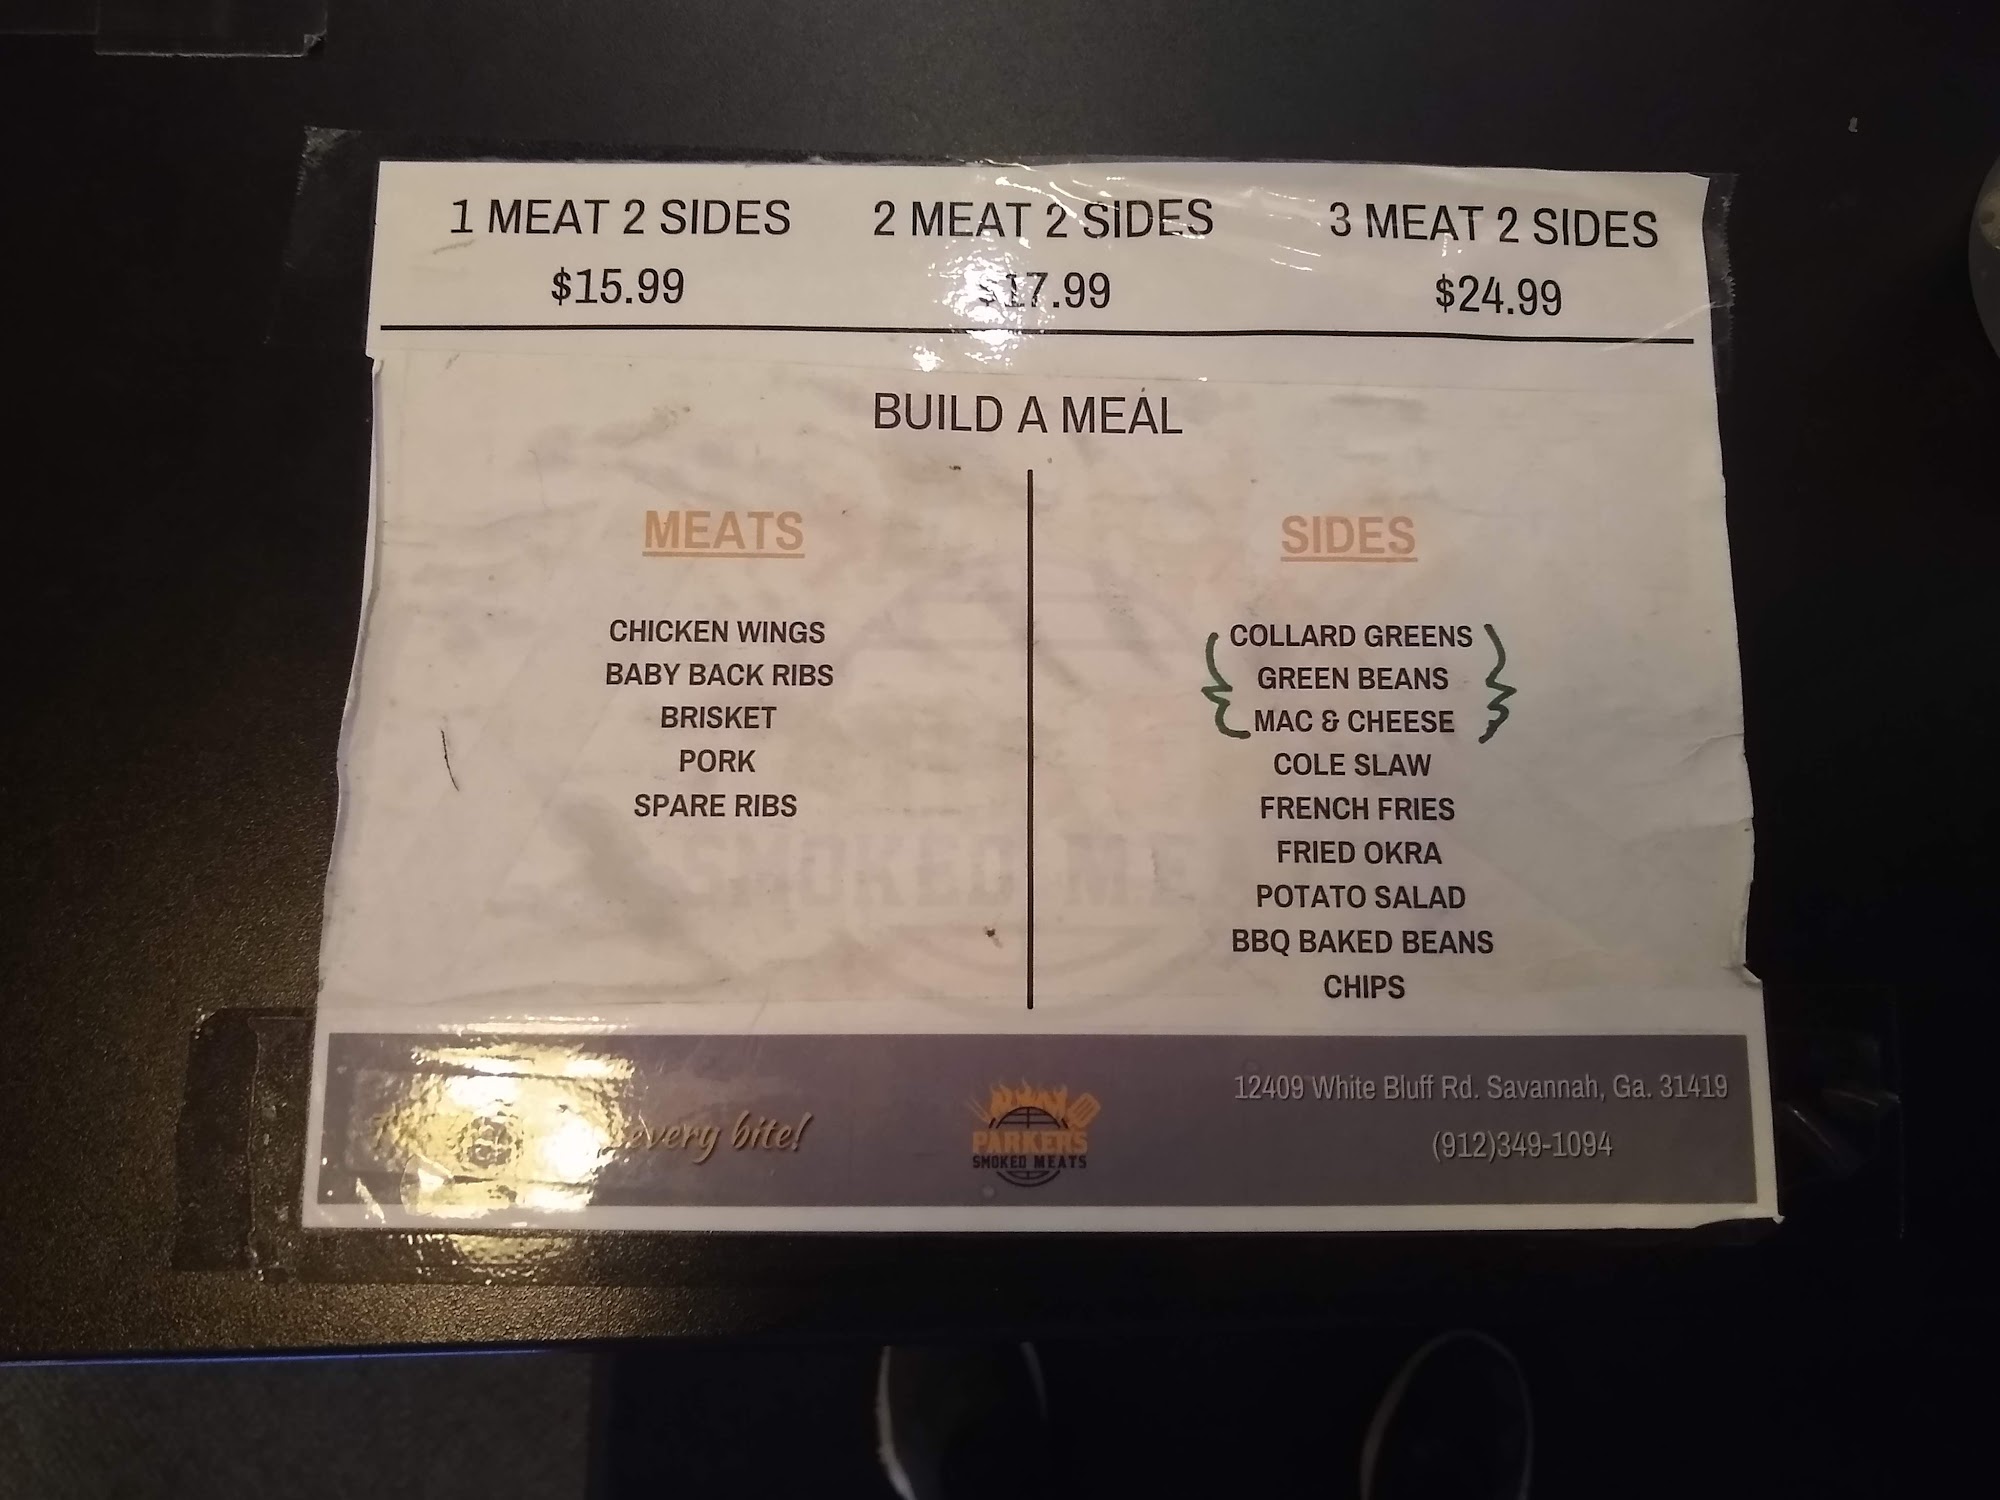 1 MEAT 2 SIDES
$15.99
2 MEAT 2 SIDES
$17.99
3 MEAT 2 SIDES
$24.99
BUILD A MEAL
MEATS
CHICKEN WINGS
BABY BACK RIBS
BRISKET
PORK
SPARE RIBS
SIDES
COLLARD GREENS
GREEN BEANS
MAC & CHEESE
COLE SLAW
FRENCH FRIES
FRIED OKRA
POTATO SALAD
BBQ BAKED BEANS
CHIPS
SMOKED
every bite!
PARKERS
SMOKED MEATS
12409 White Bluff Rd. Savannah, Ga. 31419
(912)349-1094